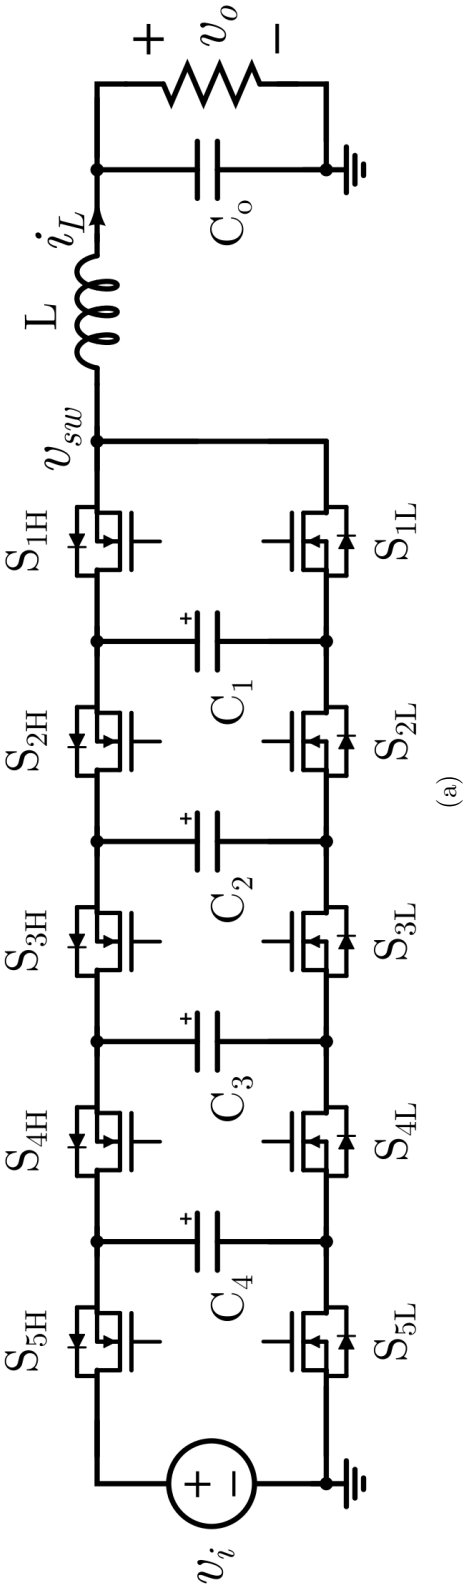 S5H S4H S3H S2H S1H vsw L iL
vi + − C4 + C3 + C2 + C1 + Co + vo −
S5L S4L S3L S2L S1L
(a)